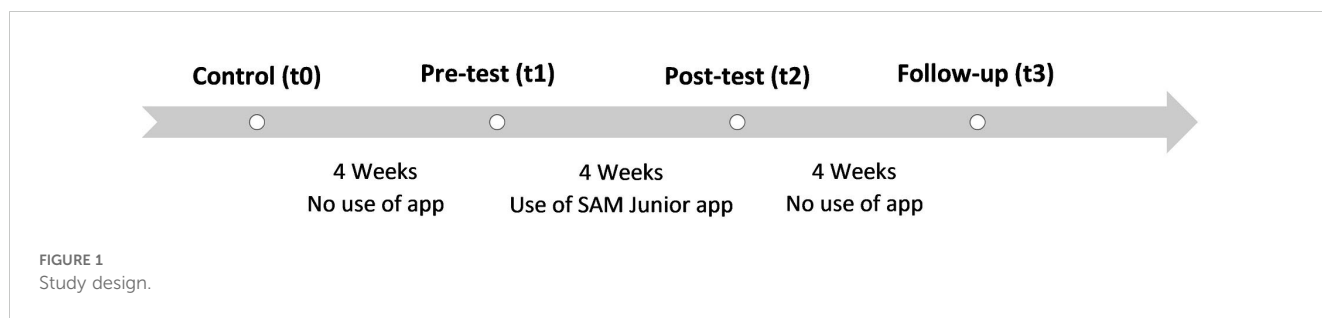 Control (t0) Pre-test (t1) Post-test (t2) Follow-up (t3)
4 Weeks 4 Weeks 4 Weeks
No use of app Use of SAM Junior app No use of app
FIGURE 1
Study design.